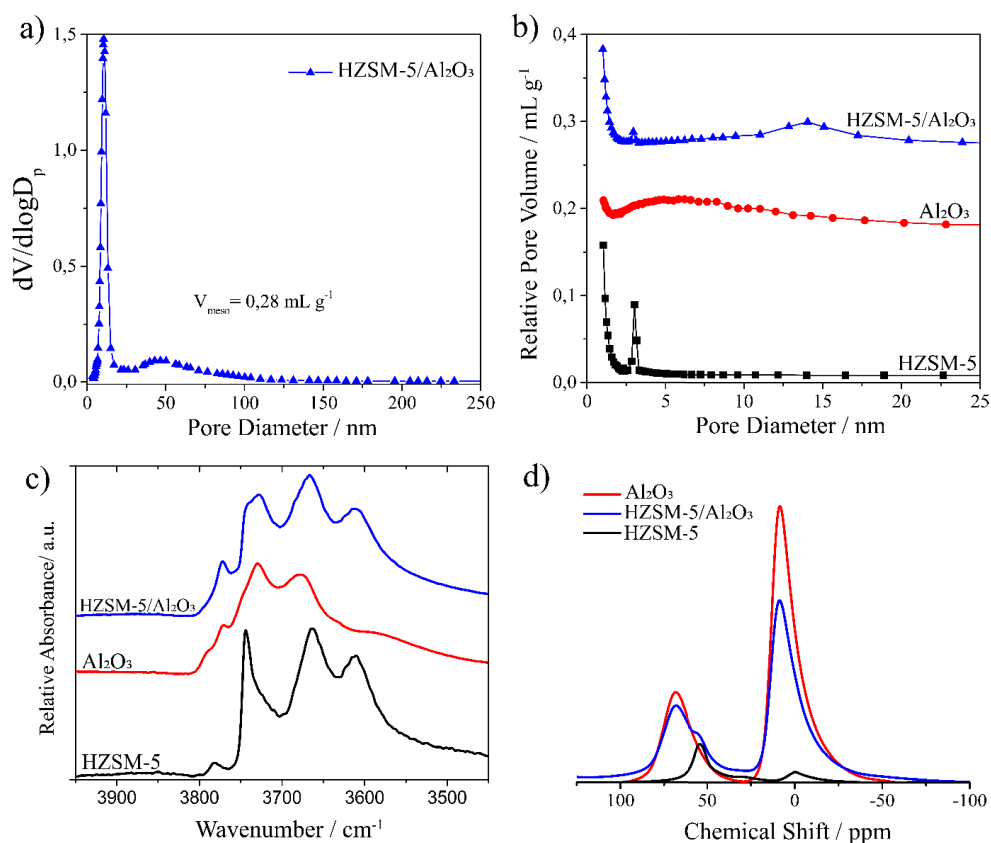 a)
HZSM-5/Al₂O₃
1,5
1,0
0,5
0,0
dV/dlogDₚ
V_meso= 0,28 mL g⁻¹
0 50 100 150 200 250
Pore Diameter / nm
b)
0,4
0,3
0,2
0,1
0,0
Relative Pore Volume / mL g⁻¹
HZSM-5/Al₂O₃
Al₂O₃
HZSM-5
0 5 10 15 20 25
Pore Diameter / nm
c)
Relative Absorbance/ a.u.
HZSM-5/Al₂O₃
Al₂O₃
HZSM-5
3900 3800 3700 3600 3500
Wavenumber / cm⁻¹
d)
Al₂O₃
HZSM-5/Al₂O₃
HZSM-5
100 50 0 -50 -100
Chemical Shift / ppm